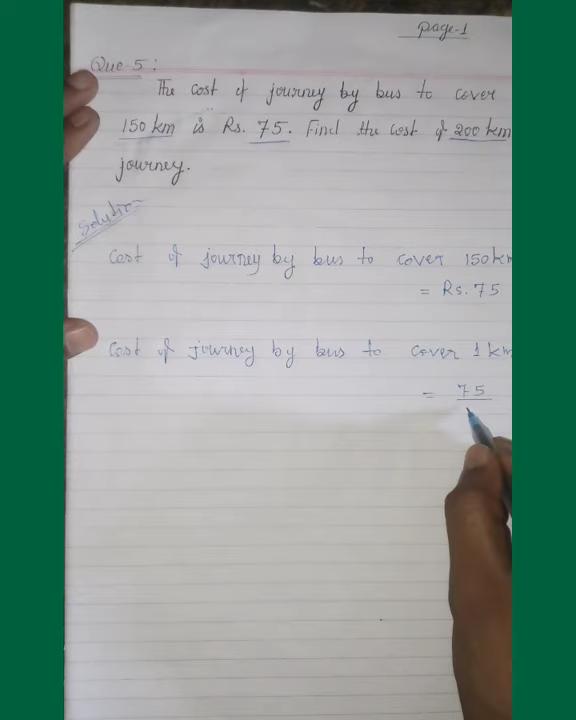 Page-1
Que-5:
The cost of journey by bus to cover
150 km is Rs. 75. Find the cost of 200 km
journey.
Solution
Cost of journey by bus to cover 150 km
= Rs. 75
Cost of journey by bus to cover 1 km
= 75